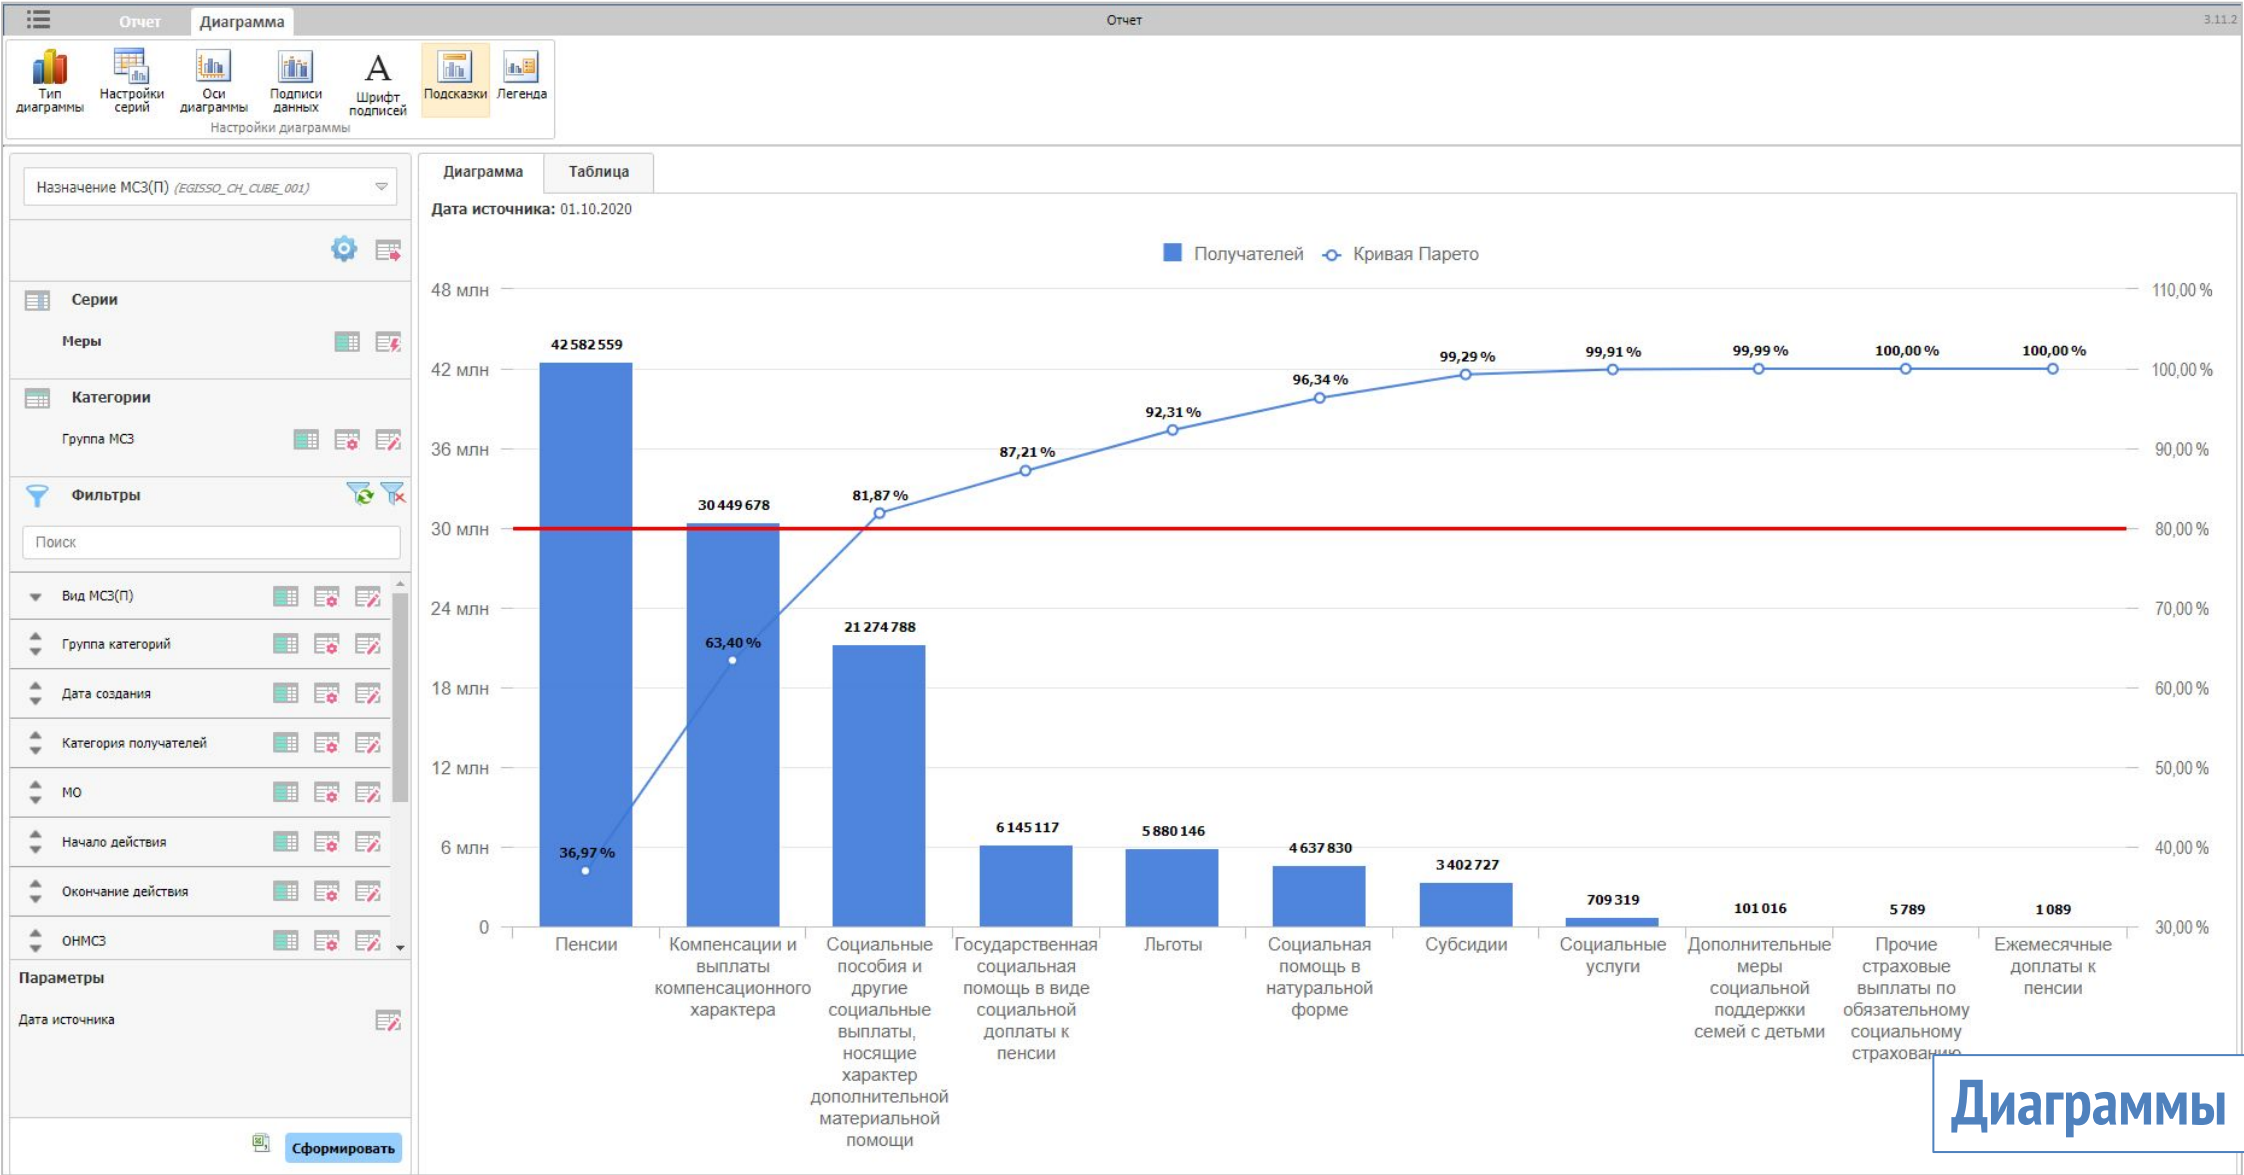 Отчет
Диаграмма
Отчет
3.11.2
Тип диаграммы
Настройки серий
Оси диаграммы
Подписи данных
А
Шрифт подписей
Подсказки
Легенда
Настройки диаграммы
Назначение МСЗ(П) (EGISSO_CH_CUBE_001)
Серии
Меры
Категории
Группа МСЗ
Фильтры
Поиск
Вид МСЗ(П)
Группа категорий
Дата создания
Категория получателей
МО
Начало действия
Окончание действия
ОНМСЗ
Параметры
Дата источника
Сформировать
Диаграмма
Таблица
Дата источника: 01.10.2020
Получателей
Кривая Парето
48 млн
42 млн
36 млн
30 млн
24 млн
18 млн
12 млн
6 млн
0
110,00 %
100,00 %
90,00 %
80,00 %
70,00 %
60,00 %
50,00 %
40,00 %
30,00 %
42 582 559
30 449 678
21 274 788
6 145 117
5 880 146
4 637 830
3 402 727
709 319
101 016
5 789
1 089
36,97 %
63,40 %
81,87 %
87,21 %
92,31 %
96,34 %
99,29 %
99,91 %
99,99 %
100,00 %
100,00 %
Пенсии
Компенсации и
выплаты
компенсационного
характера
Социальные
пособия и
другие
социальные
выплаты,
носящие
характер
дополнительной
материальной
помощи
Государственная
социальная
помощь в виде
социальной
доплаты к
пенсии
Льготы
Социальная
помощь в
натуральной
форме
Субсидии
Социальные
услуги
Дополнительные
меры
социальной
поддержки
семей с детьми
Прочие
страховые
выплаты по
обязательному
социальному
страхованию
Ежемесячные
доплаты к
пенсии
Диаграммы